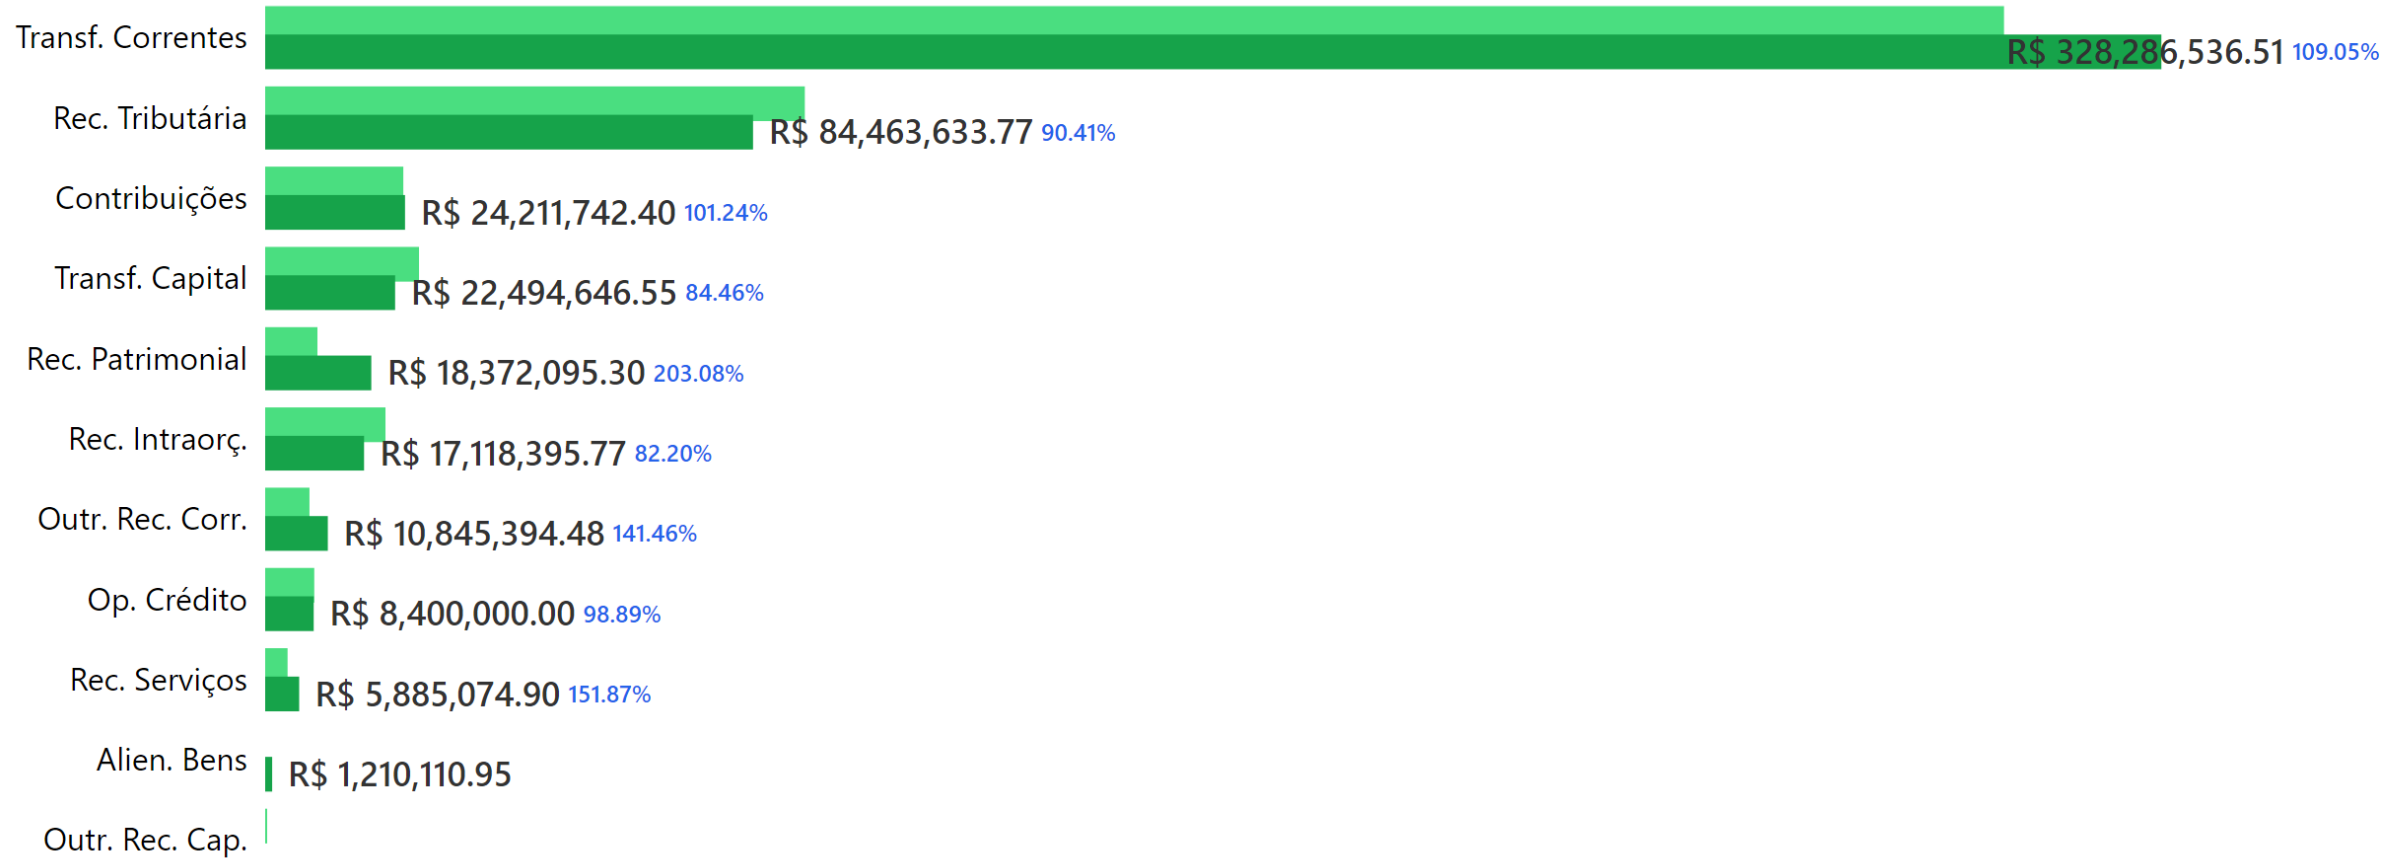 Transf. Correntes R$ 328,286,536.51 109.05%
Rec. Tributária R$ 84,463,633.77 90.41%
Contribuições R$ 24,211,742.40 101.24%
Transf. Capital R$ 22,494,646.55 84.46%
Rec. Patrimonial R$ 18,372,095.30 203.08%
Rec. Intraorç. R$ 17,118,395.77 82.20%
Outr. Rec. Corr. R$ 10,845,394.48 141.46%
Op. Crédito R$ 8,400,000.00 98.89%
Rec. Serviços R$ 5,885,074.90 151.87%
Alien. Bens R$ 1,210,110.95
Outr. Rec. Cap.